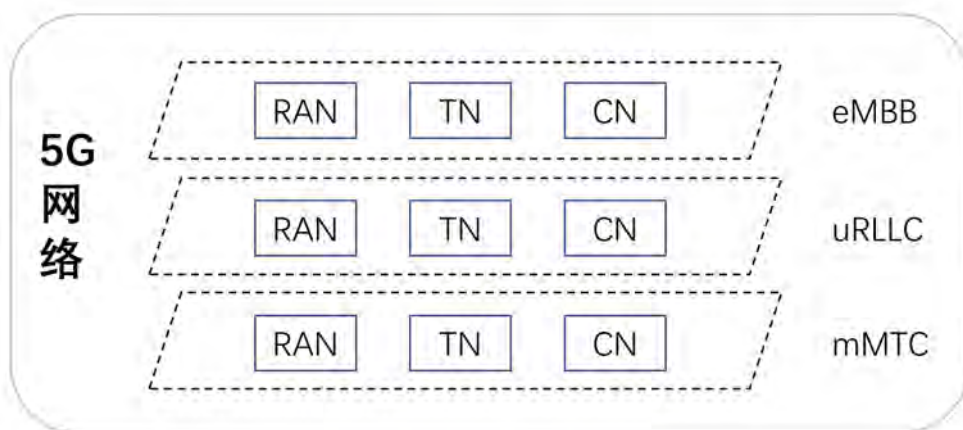 5G
网
络
RAN TN CN eMBB
RAN TN CN uRLLC
RAN TN CN mMTC